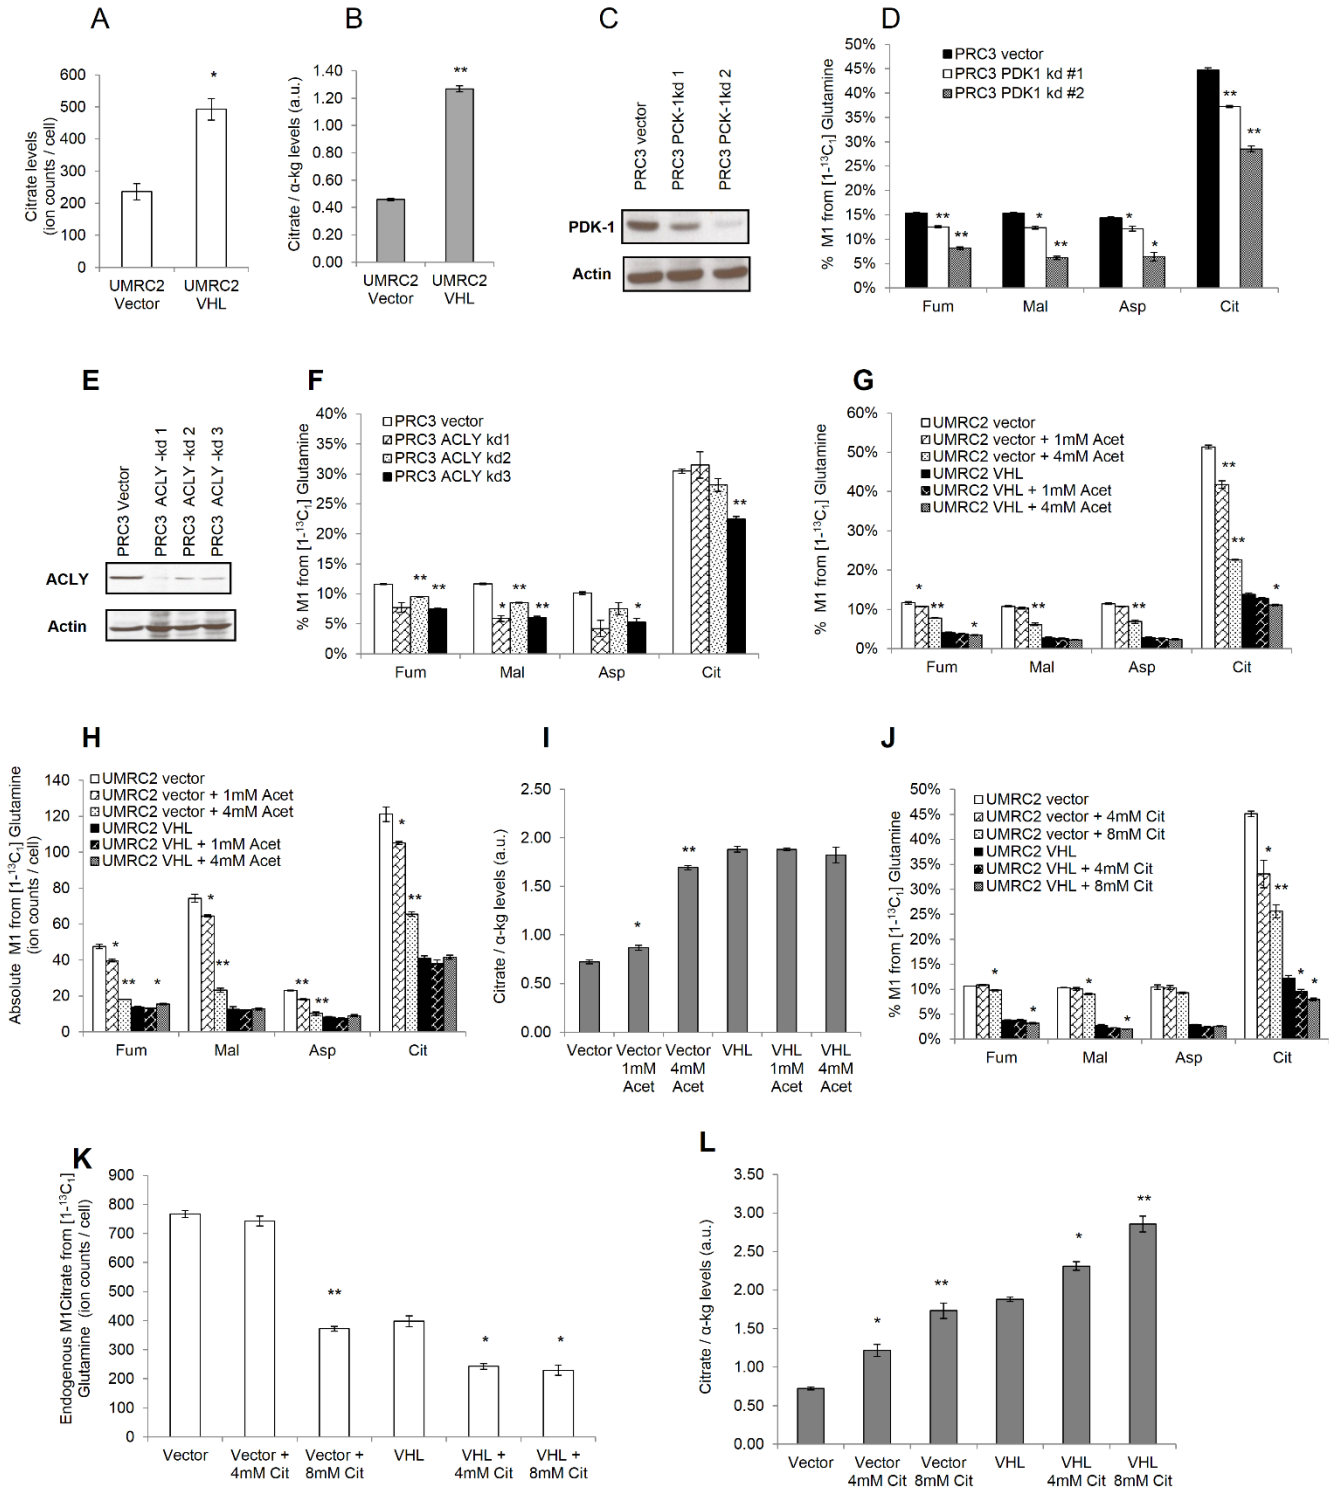 A
Citrate levels
(ion counts / cell)
600
500
400
300
200
100
0
*
UMRC2
Vector
UMRC2
VHL
B
Citrate / α-kg levels (a.u.)
1.40
1.20
1.00
0.80
0.60
0.40
0.20
0.00
**
UMRC2
Vector
UMRC2
VHL
C
PRC3 vector
PRC3 PCK-1kd 1
PRC3 PCK-1kd 2
PDK-1
Actin
D
% M1 from [1-¹³C₁] Glutamine
50%
45%
40%
35%
30%
25%
20%
15%
10%
5%
0%
PRC3 vector
PRC3 PDK1 kd #1
PRC3 PDK1 kd #2
**
**
*
**
*
*
**
**
Fum
Mal
Asp
Cit
E
PRC3 Vector
PRC3 ACLY -kd 1
PRC3 ACLY -kd 2
PRC3 ACLY -kd 3
ACLY
Actin
F
% M1 from [1-¹³C₁] Glutamine
40%
35%
30%
25%
20%
15%
10%
5%
0%
PRC3 vector
PRC3 ACLY kd1
PRC3 ACLY kd2
PRC3 ACLY kd3
**
**
*
**
**
*
**
Fum
Mal
Asp
Cit
G
% M1 from [1-¹³C₁] Glutamine
60%
50%
40%
30%
20%
10%
0%
UMRC2 vector
UMRC2 vector + 1mM Acet
UMRC2 vector + 4mM Acet
UMRC2 VHL
UMRC2 VHL + 1mM Acet
UMRC2 VHL + 4mM Acet
*
**
*
**
**
**
**
*
Fum
Mal
Asp
Cit
H
Absolute M1 from [1-¹³C₁] Glutamine
(ion counts / cell)
140
120
100
80
60
40
20
0
UMRC2 vector
UMRC2 vector + 1mM Acet
UMRC2 vector + 4mM Acet
UMRC2 VHL
UMRC2 VHL + 1mM Acet
UMRC2 VHL + 4mM Acet
*
**
*
*
**
**
**
*
**
Fum
Mal
Asp
Cit
I
Citrate / α-kg levels (a.u.)
2.50
2.00
1.50
1.00
0.50
0.00
*
**
Vector
Vector
1mM
Acet
Vector
4mM
Acet
VHL
VHL
1mM
Acet
VHL
4mM
Acet
J
% M1 from [1-¹³C₁] Glutamine
50%
45%
40%
35%
30%
25%
20%
15%
10%
5%
0%
UMRC2 vector
UMRC2 vector + 4mM Cit
UMRC2 vector + 8mM Cit
UMRC2 VHL
UMRC2 VHL + 4mM Cit
UMRC2 VHL + 8mM Cit
*
*
*
*
*
**
*
*
Fum
Mal
Asp
Cit
K
Endogenous M1Citrate from [1-¹³C₁]
Glutamine (ion counts / cell)
900
800
700
600
500
400
300
200
100
0
**
*
*
Vector
Vector +
4mM Cit
Vector +
8mM Cit
VHL
VHL +
4mM Cit
VHL +
8mM Cit
L
Citrate / α-kg levels (a.u.)
3.50
3.00
2.50
2.00
1.50
1.00
0.50
0.00
*
**
*
**
Vector
Vector
4mM Cit
Vector
8mM Cit
VHL
VHL
4mM Cit
VHL
8mM Cit